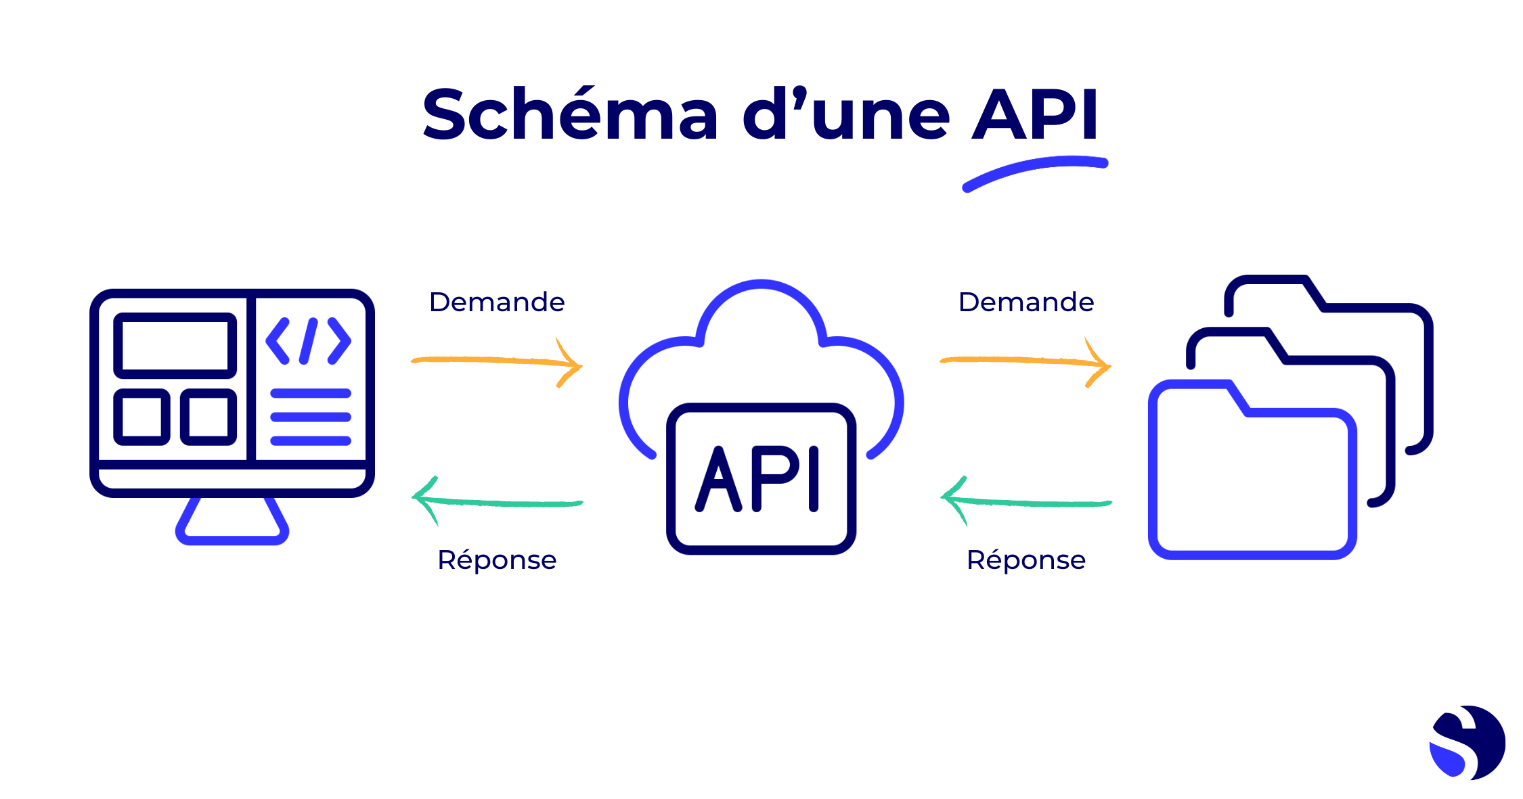 Schéma d’une API
Demande
Demande
</>
API
Réponse
Réponse